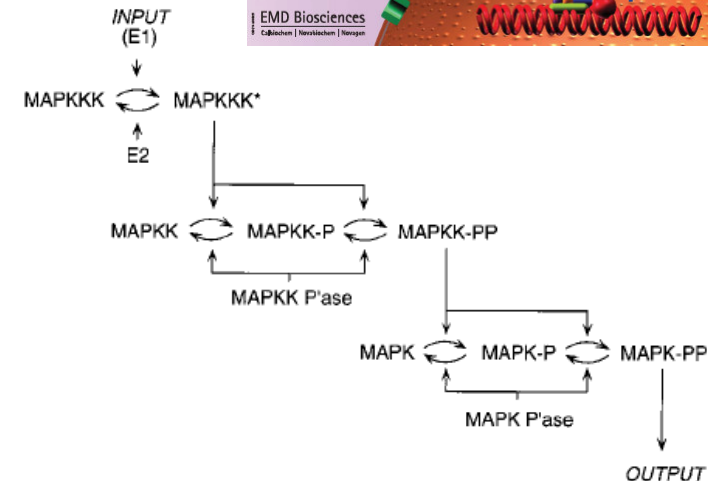 INPUT
(E1)
EMD Biosciences
Calbiochem | Novabiochem | Novagen
MAPKKK MAPKKK*
E2
MAPKK MAPKK-P MAPKK-PP
MAPKK P'ase
MAPK MAPK-P MAPK-PP
MAPK P'ase
OUTPUT